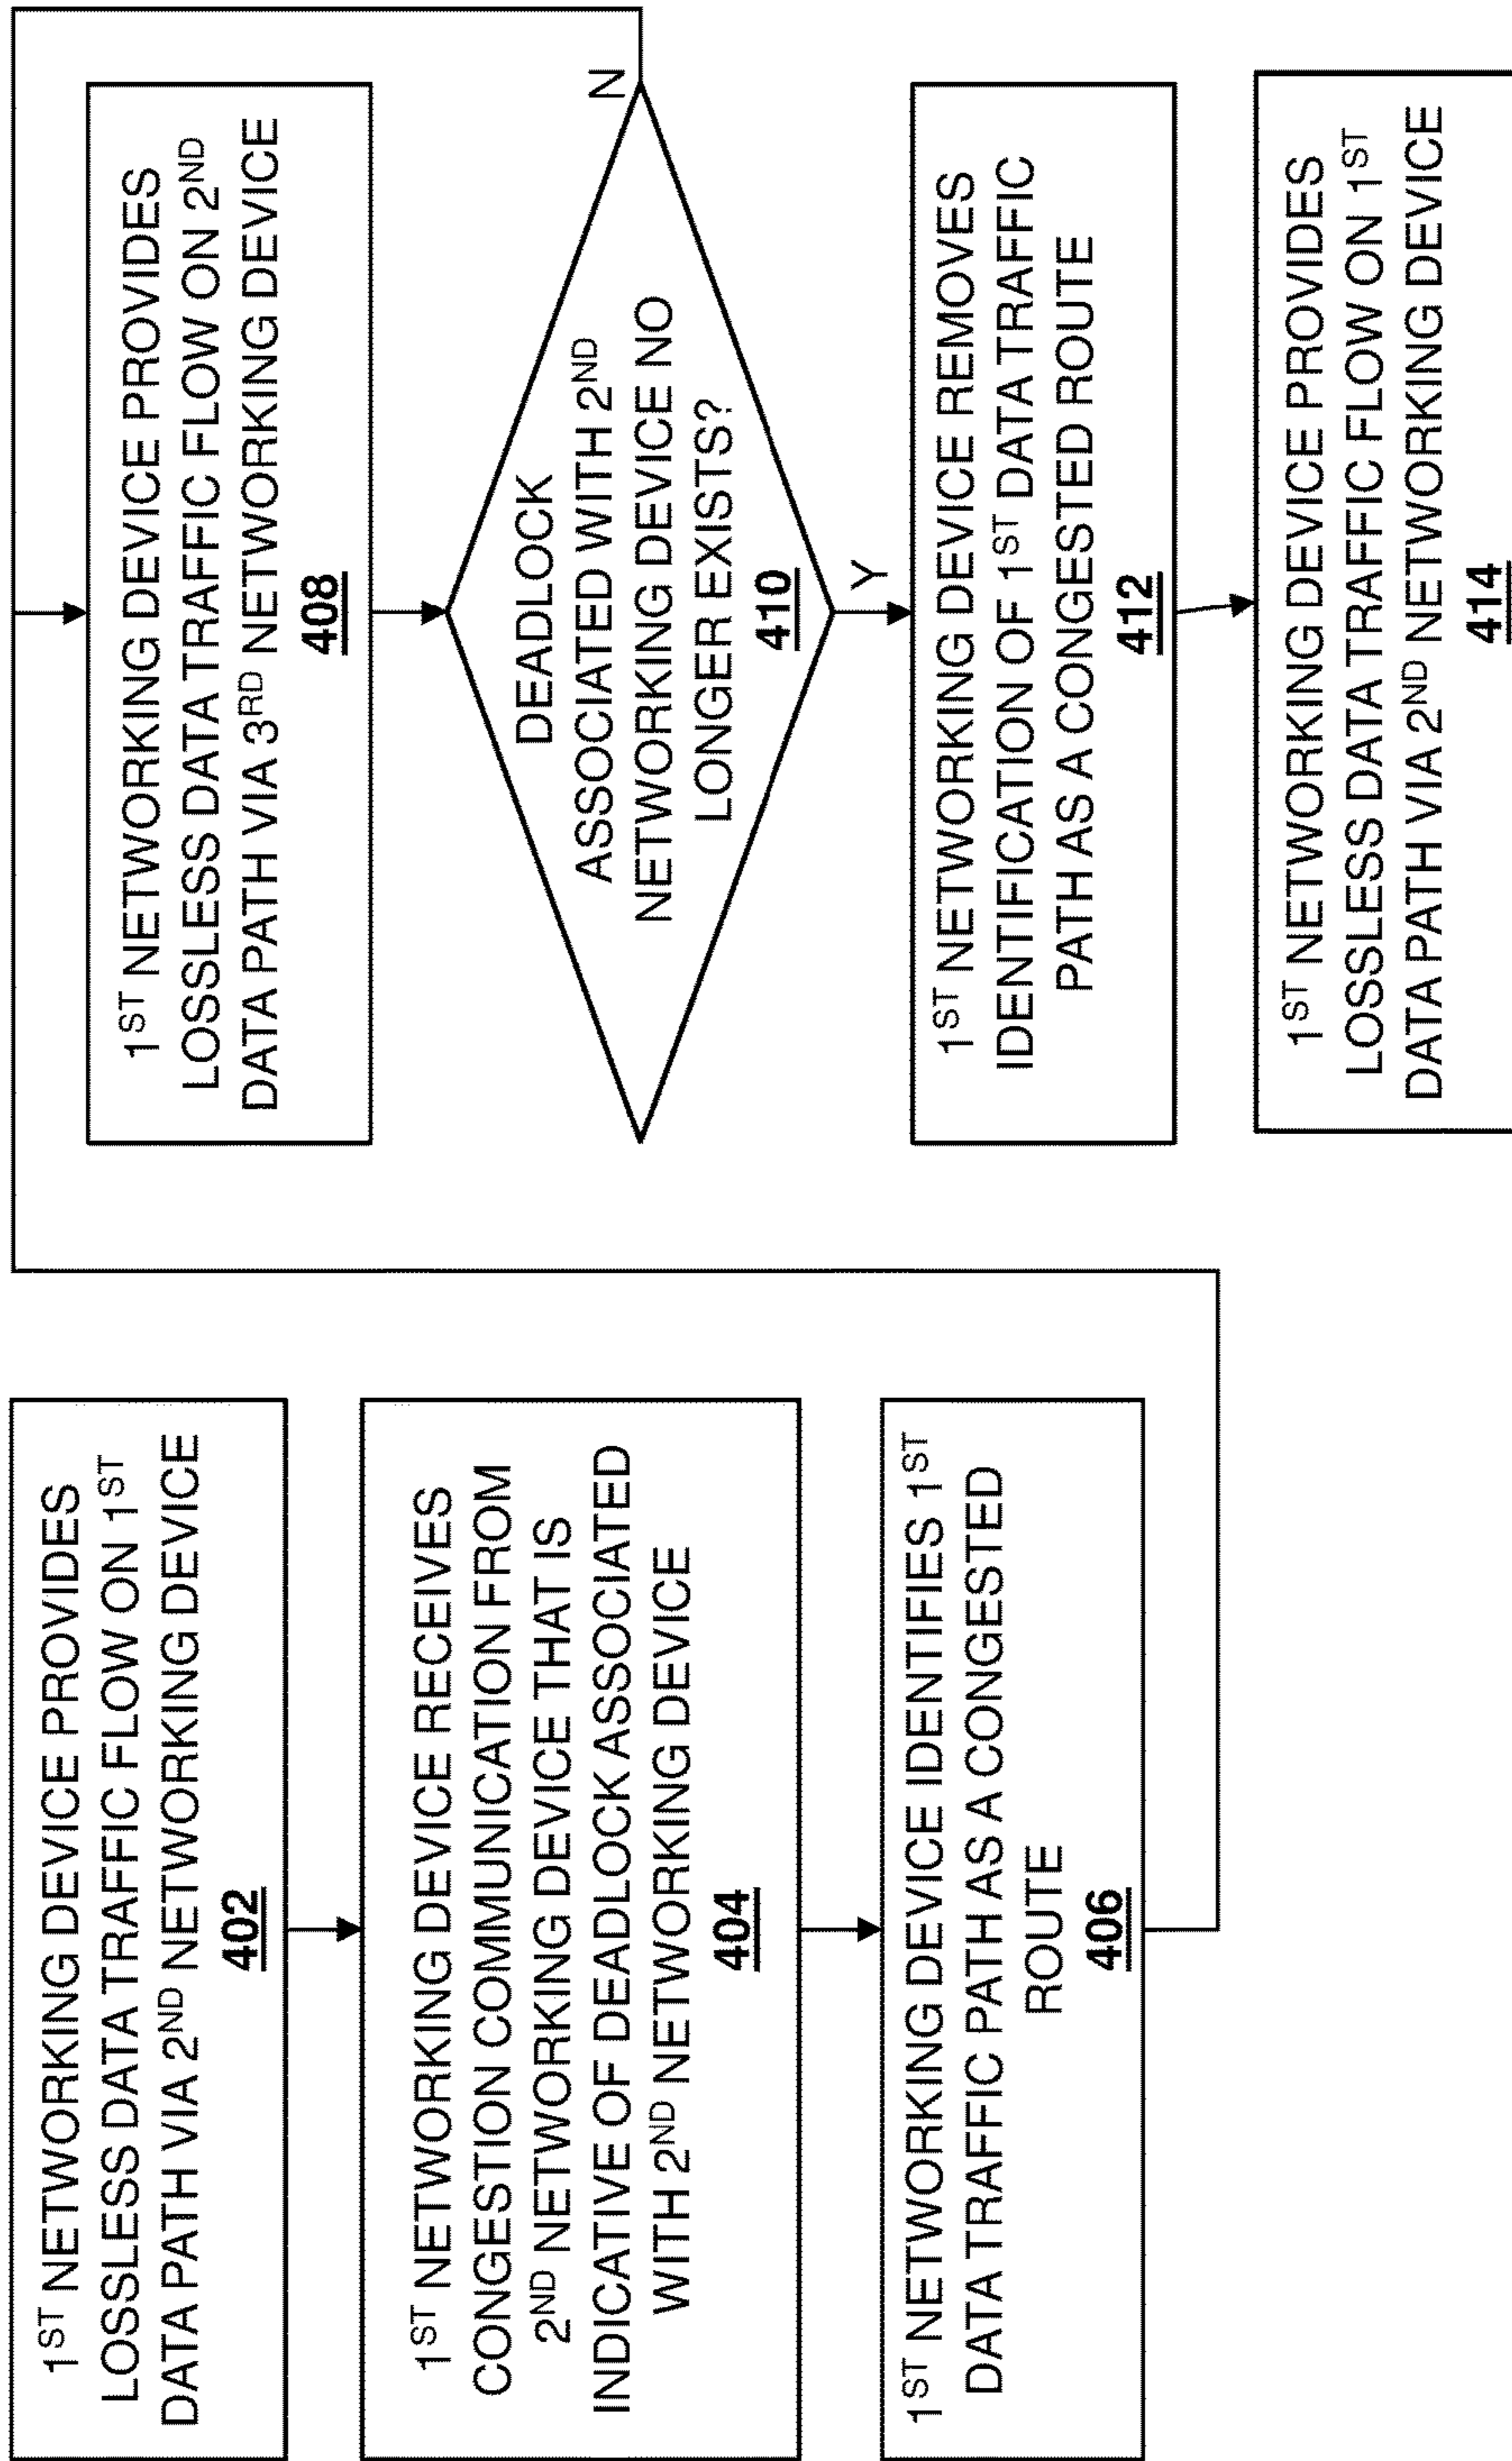 1ST NETWORKING DEVICE PROVIDES
LOSSLESS DATA TRAFFIC FLOW ON 1ST
DATA PATH VIA 2ND NETWORKING DEVICE
402
1ST NETWORKING DEVICE RECEIVES
CONGESTION COMMUNICATION FROM
2ND NETWORKING DEVICE THAT IS
INDICATIVE OF DEADLOCK ASSOCIATED
WITH 2ND NETWORKING DEVICE
404
1ST NETWORKING DEVICE IDENTIFIES 1ST
DATA TRAFFIC PATH AS A CONGESTED
ROUTE
406
1ST NETWORKING DEVICE PROVIDES
LOSSLESS DATA TRAFFIC FLOW ON 2ND
DATA PATH VIA 3RD NETWORKING DEVICE
408
DEADLOCK
ASSOCIATED WITH 2ND
NETWORKING DEVICE NO
LONGER EXISTS?
410
N
Y
1ST NETWORKING DEVICE REMOVES
IDENTIFICATION OF 1ST DATA TRAFFIC
PATH AS A CONGESTED ROUTE
412
1ST NETWORKING DEVICE PROVIDES
LOSSLESS DATA TRAFFIC FLOW ON 1ST
DATA PATH VIA 2ND NETWORKING DEVICE
414